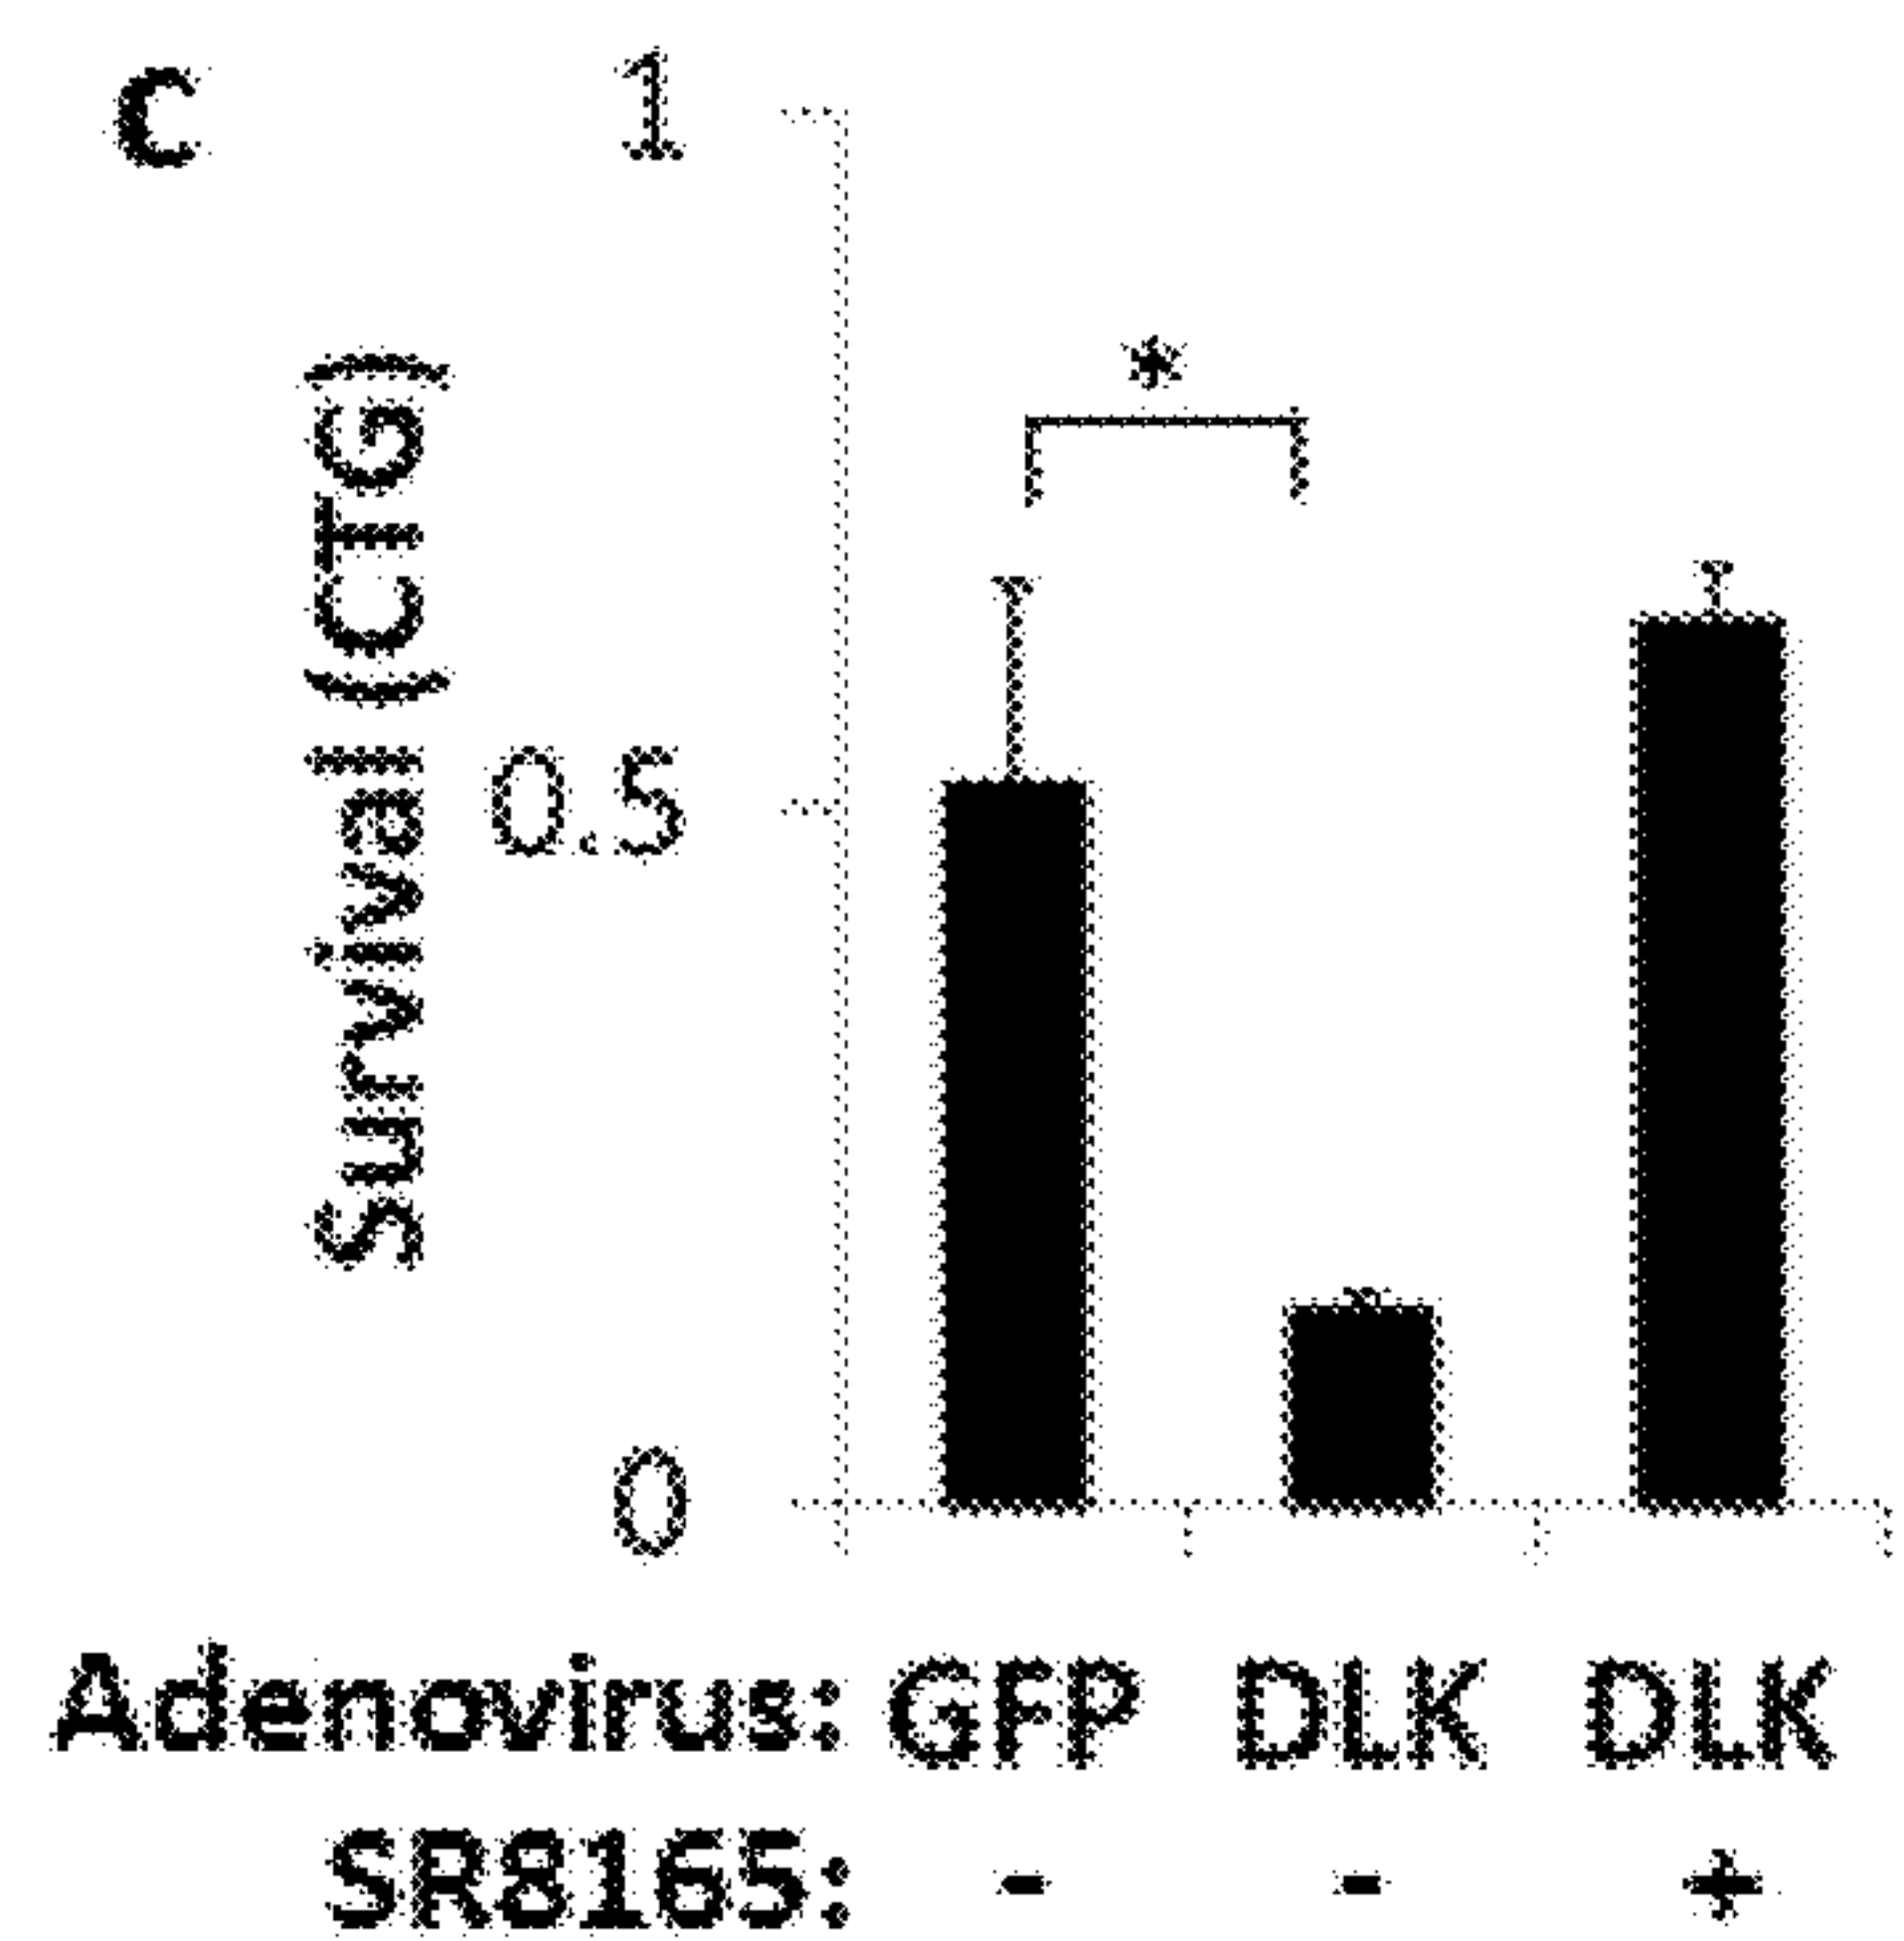 C
1
*
Survival (CTG)
0.5
0
Adenovirus: GFP DLK DLK
SR8165: - - +